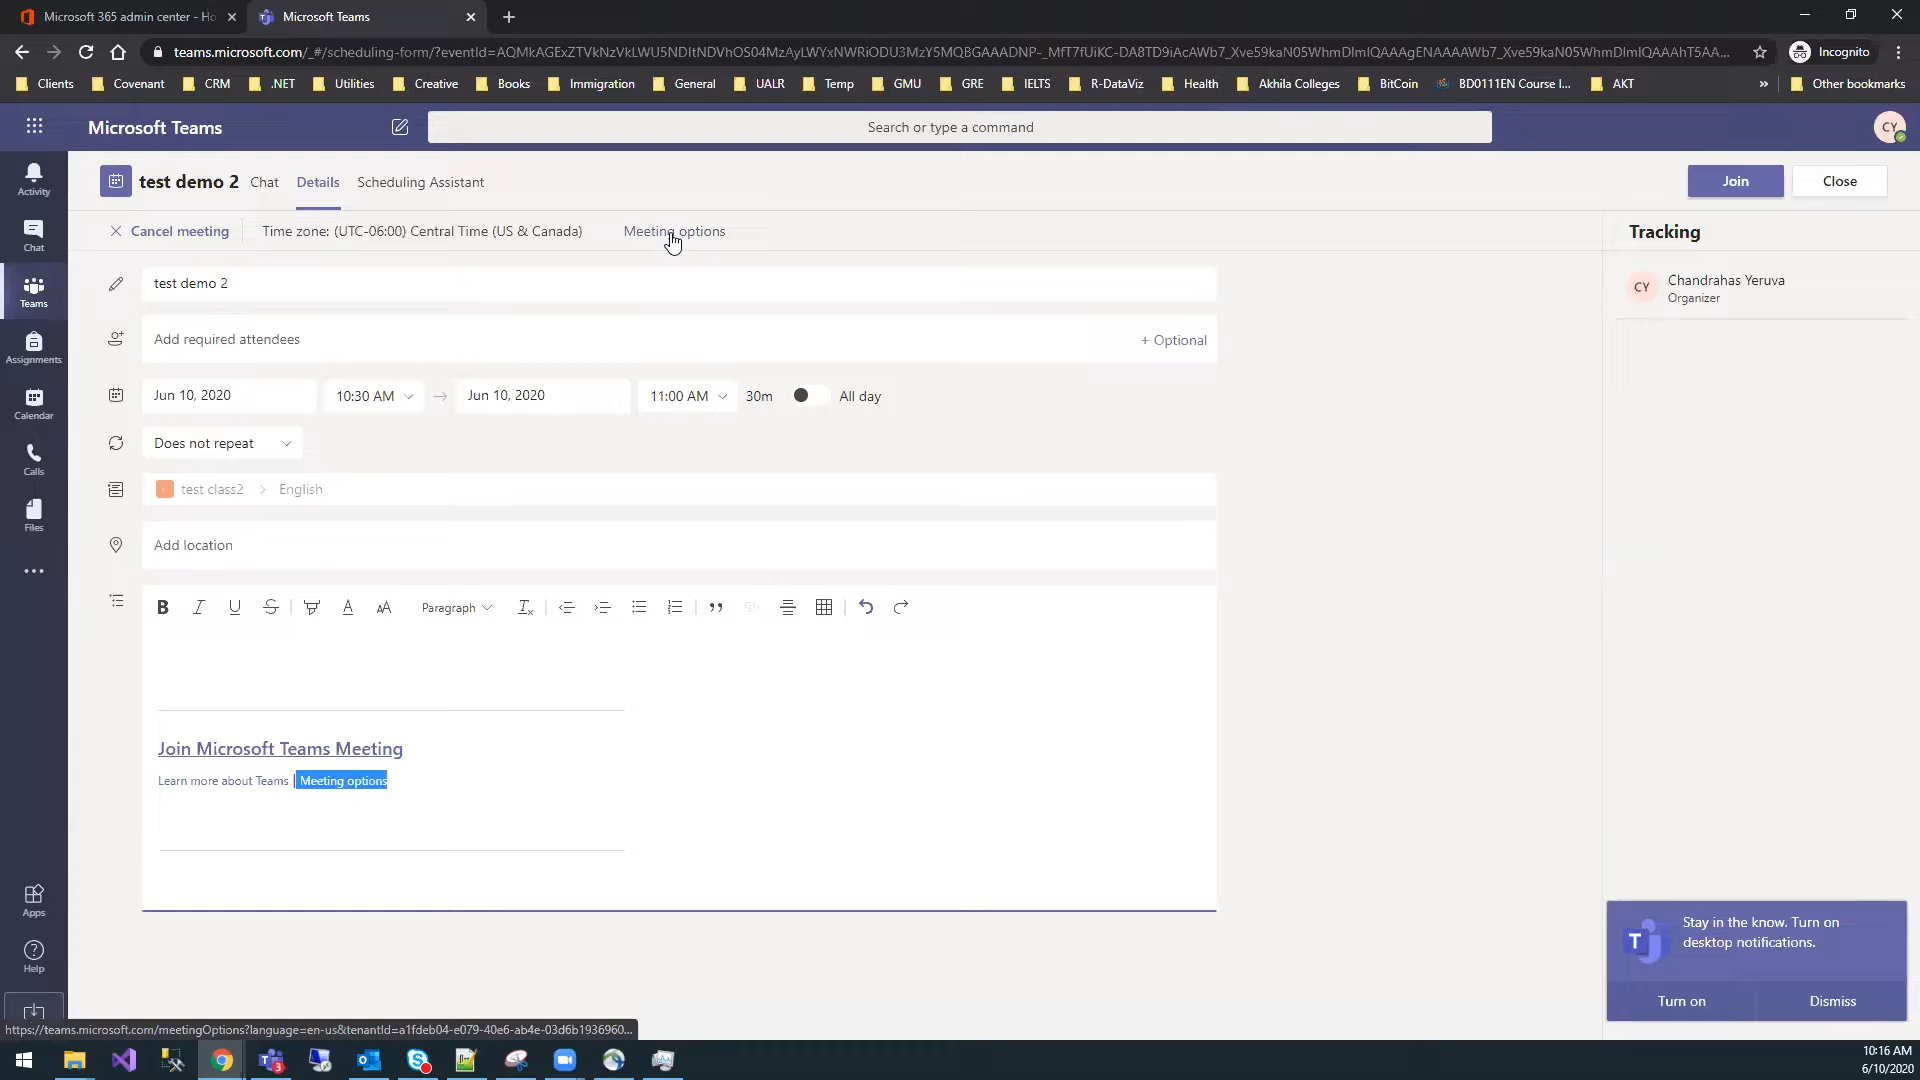 Microsoft 365 admin center - Ho
Microsoft Teams
teams.microsoft.com/_#/scheduling-form/?eventId=AQMkAGExZTVkNzVkLWU5NDItNDVhOS04MzAyLWYxNWRiODU3MzY5MQBGAAADNP-_MfT7fUiKC-DA8TD9iAcAWb7_Xve59kaN05WhmDlmIQAAAgENAAAAWb7_Xve59kaN05WhmDlmIQAAAhT5AA...
Incognito
Clients
Covenant
CRM
.NET
Utilities
Creative
Books
Immigration
General
UALR
Temp
GMU
GRE
IELTS
R-DataViz
Health
Akhila Colleges
BitCoin
BD0111EN Course I...
AKT
Other bookmarks
Microsoft Teams
Search or type a command
CY
Activity
Chat
Teams
Assignments
Calendar
Calls
Files
Apps
Help
test demo 2
Chat
Details
Scheduling Assistant
Join
Close
Cancel meeting
Time zone: (UTC-06:00) Central Time (US & Canada)
Meeting options
test demo 2
Add required attendees
+ Optional
Jun 10, 2020
10:30 AM
Jun 10, 2020
11:00 AM
30m
All day
Does not repeat
test class2 > English
Add location
B I U S A AA Paragraph
Join Microsoft Teams Meeting
Learn more about Teams | Meeting options
Tracking
CY
Chandrahas Yeruva
Organizer
Stay in the know. Turn on
desktop notifications.
Turn on
Dismiss
https://teams.microsoft.com/meetingOptions?language=en-us&tenantId=a1fdeb04-e079-40e6-ab4e-03d6b1936960...
10:16 AM
6/10/2020